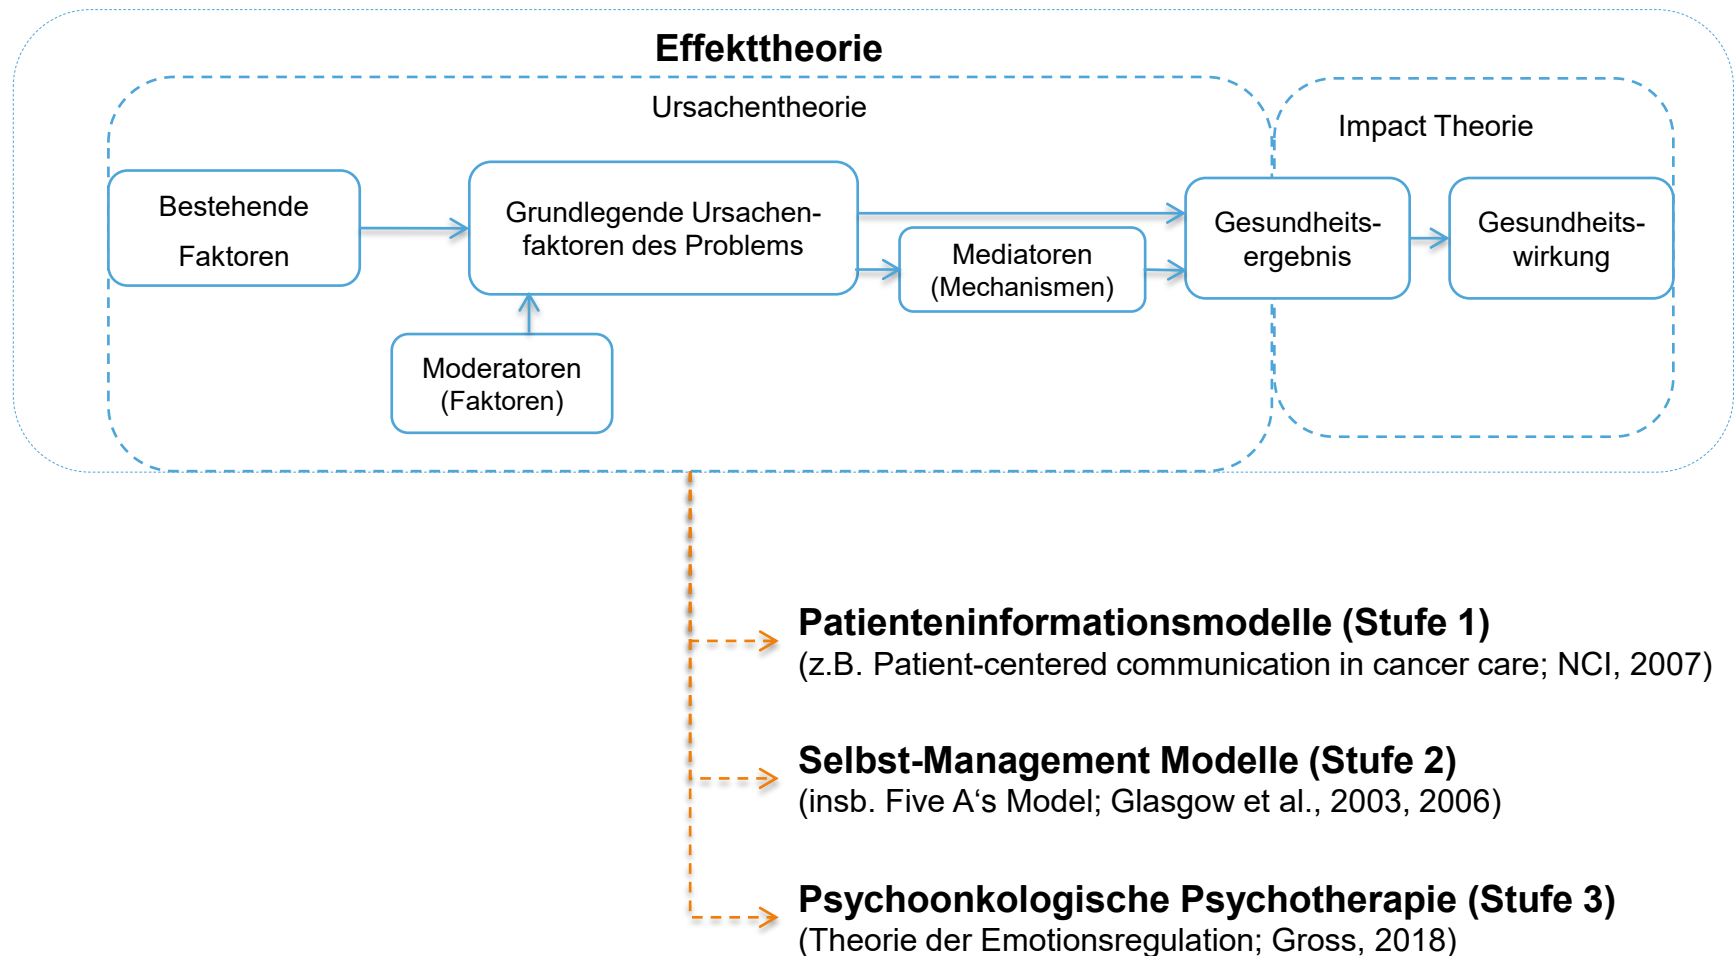 Effekttheorie
Ursachentheorie
Impact Theorie
Bestehende
Faktoren
Grundlegende Ursachen-
faktoren des Problems
Mediatoren
(Mechanismen)
Gesundheits-
ergebnis
Gesundheits-
wirkung
Moderatoren
(Faktoren)
Patienteninformationsmodelle (Stufe 1)
(z.B. Patient-centered communication in cancer care; NCI, 2007)
Selbst-Management Modelle (Stufe 2)
(insb. Five A‘s Model; Glasgow et al., 2003, 2006)
Psychoonkologische Psychotherapie (Stufe 3)
(Theorie der Emotionsregulation; Gross, 2018)